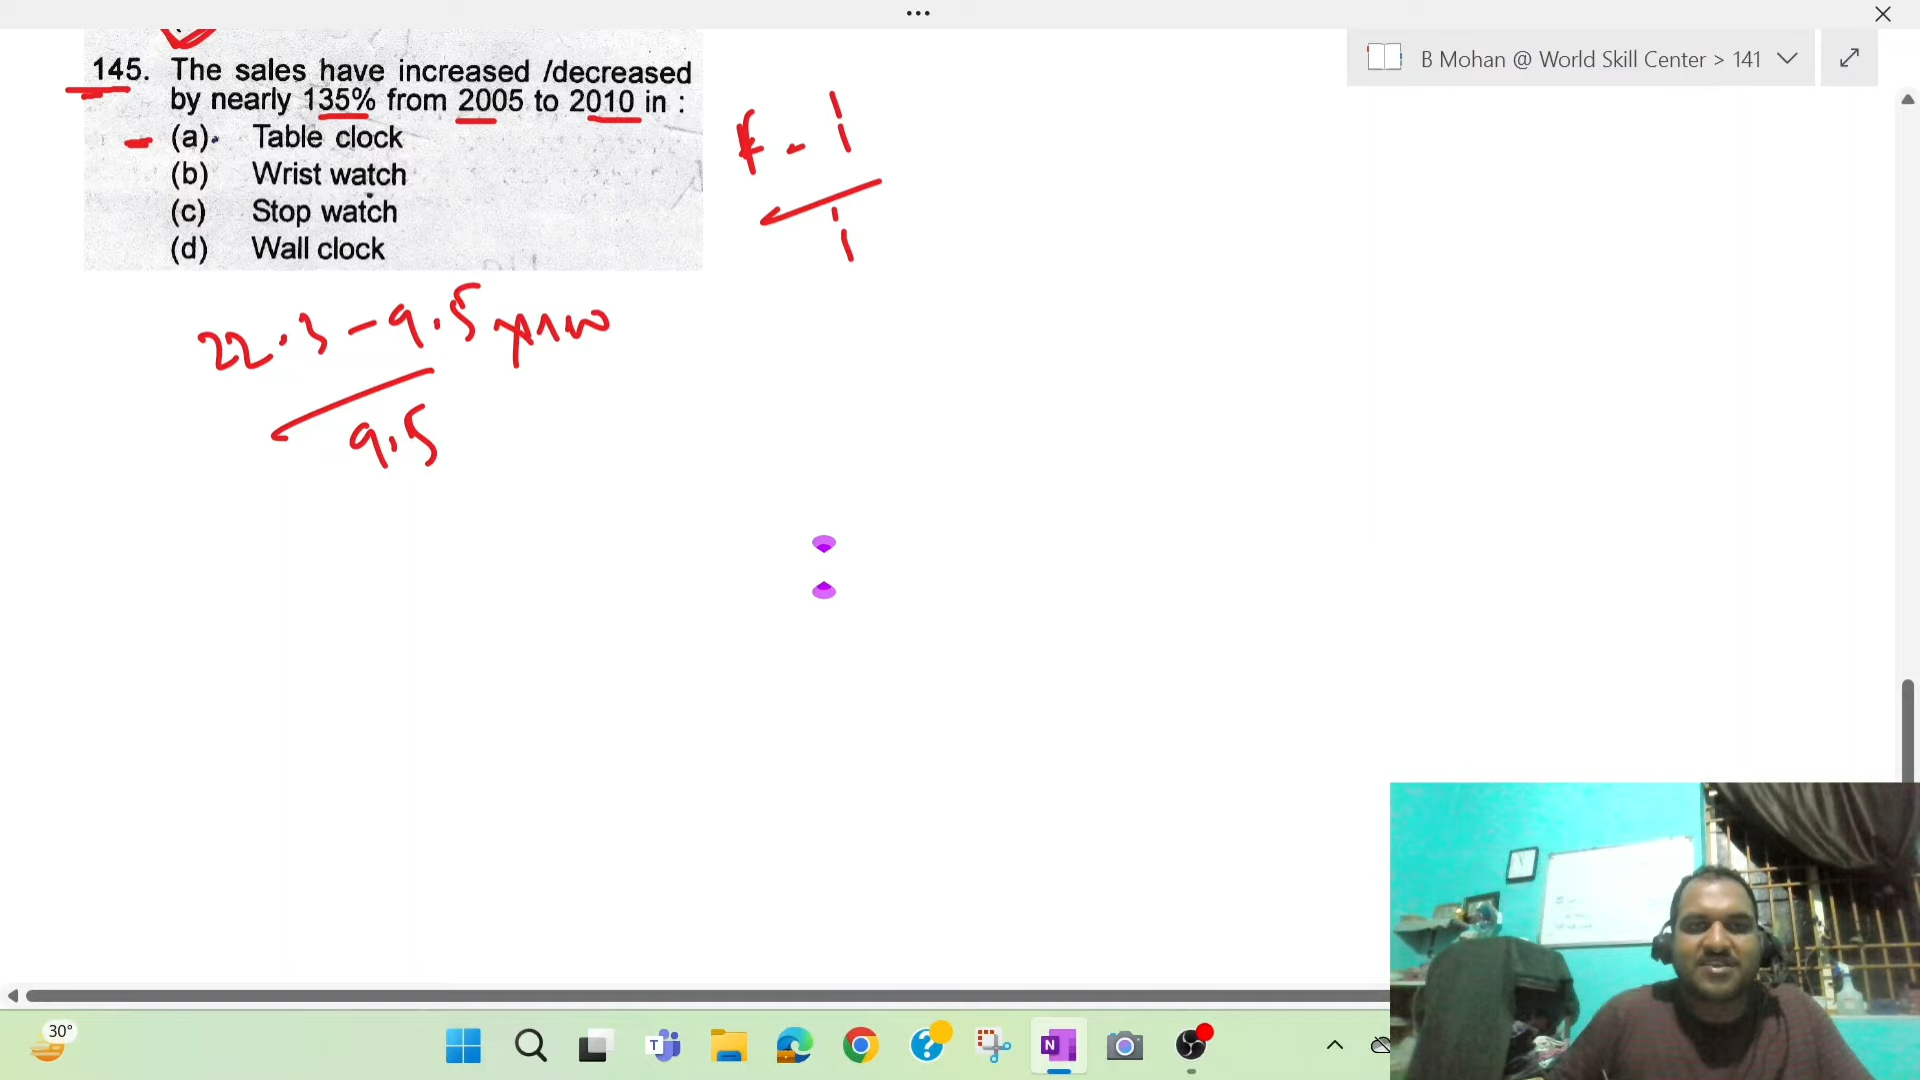 B Mohan @ World Skill Center > 141
145. The sales have increased /decreased
by nearly 135% from 2005 to 2010 in :
(a) Table clock
(b) Wrist watch
(c) Stop watch
(d) Wall clock
22.3 - 9.5 x100
9.5
30°